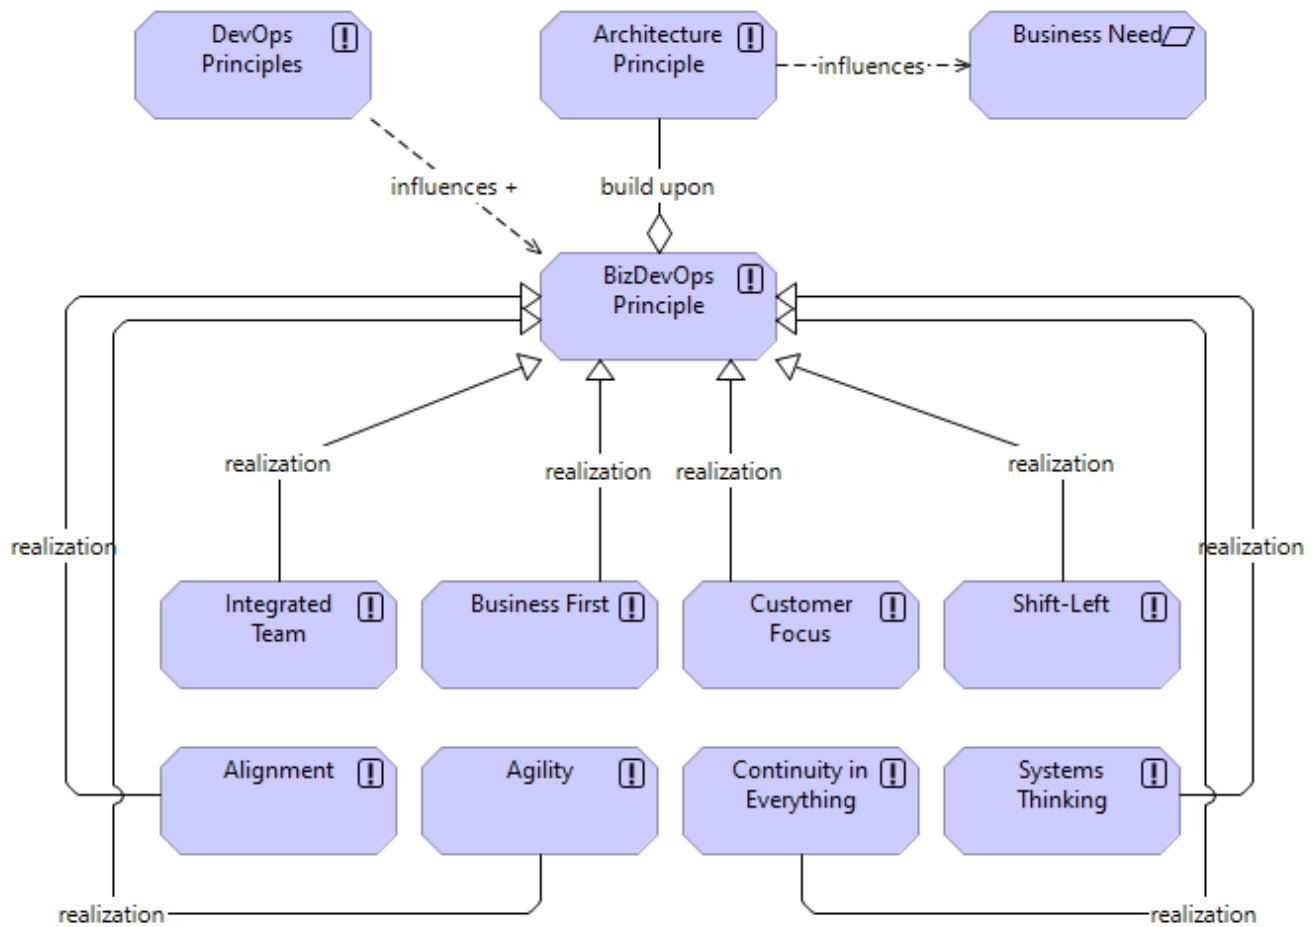 DevOps
Principles
Architecture
Principle
influences
Business Need
influences +
build upon
BizDevOps
Principle
realization
realization
realization
realization
realization
realization
Integrated
Team
Business First
Customer
Focus
Shift-Left
Alignment
Agility
Continuity in
Everything
Systems
Thinking
realization
realization